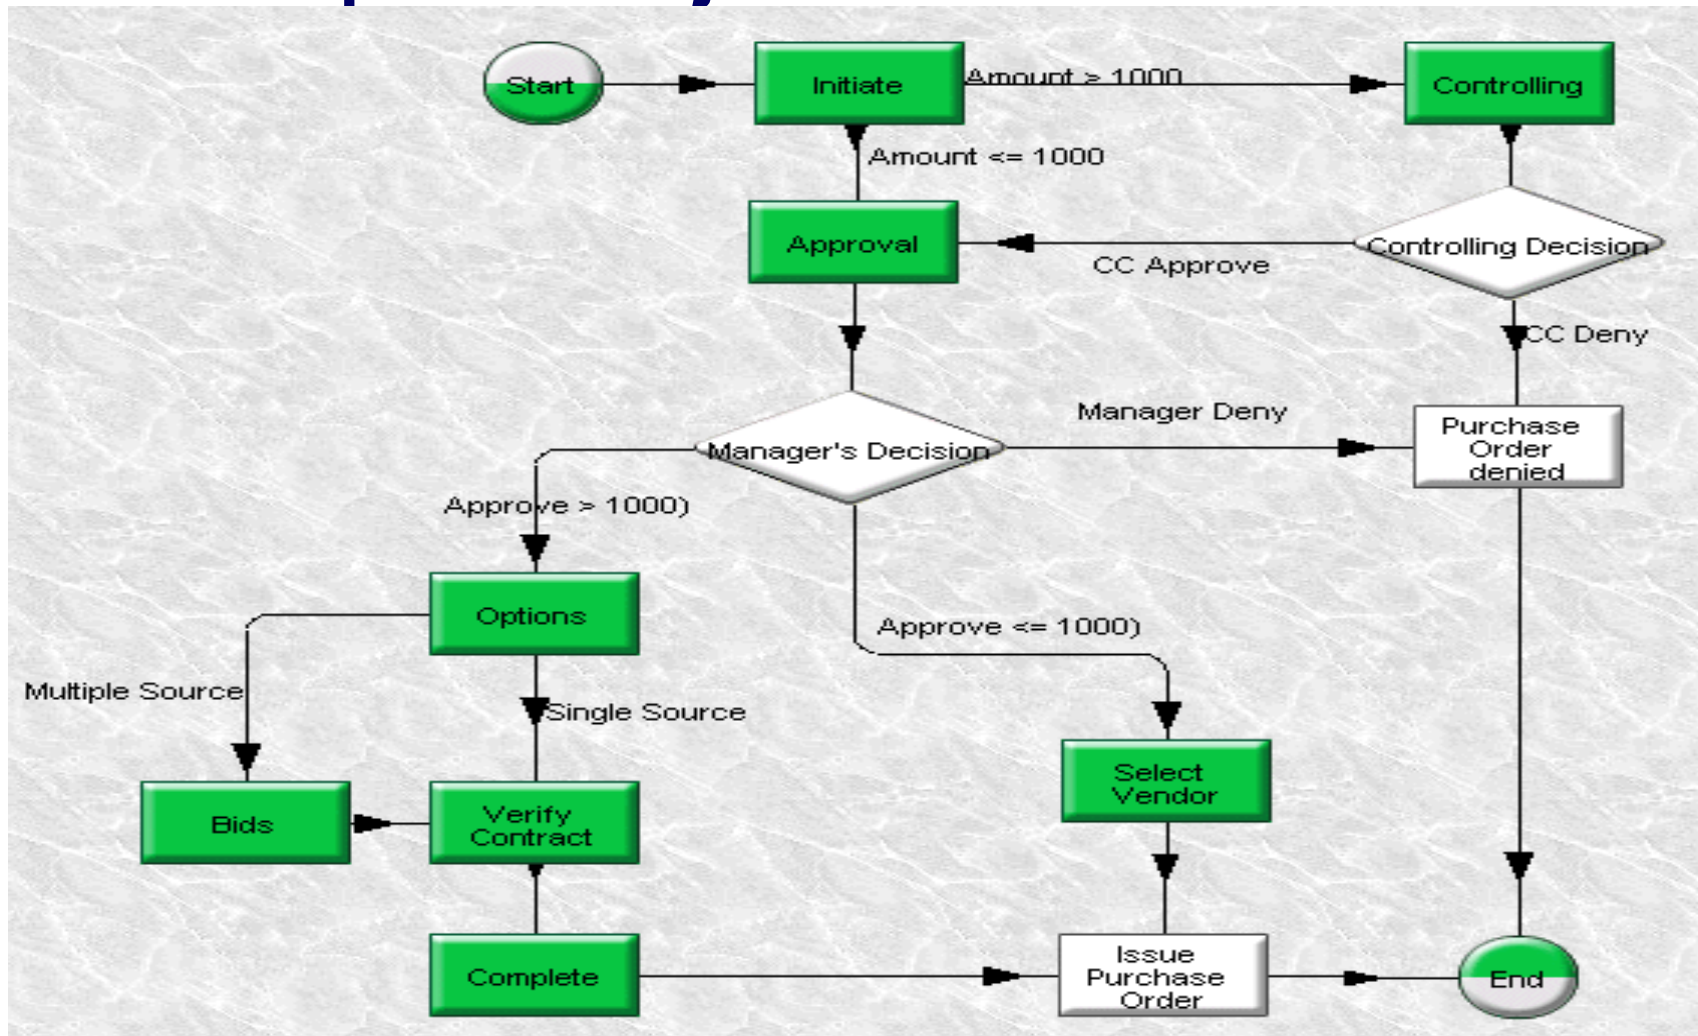 Start
Initiate
Amount > 1000
Controlling
Amount <= 1000
Approval
CC Approve
Controlling Decision
CC Deny
Manager's Decision
Manager Deny
Purchase
Order
denied
Approve > 1000)
Options
Approve <= 1000)
Multiple Source
Single Source
Select
Vendor
Bids
Verify
Contract
Complete
Issue
Purchase
Order
End